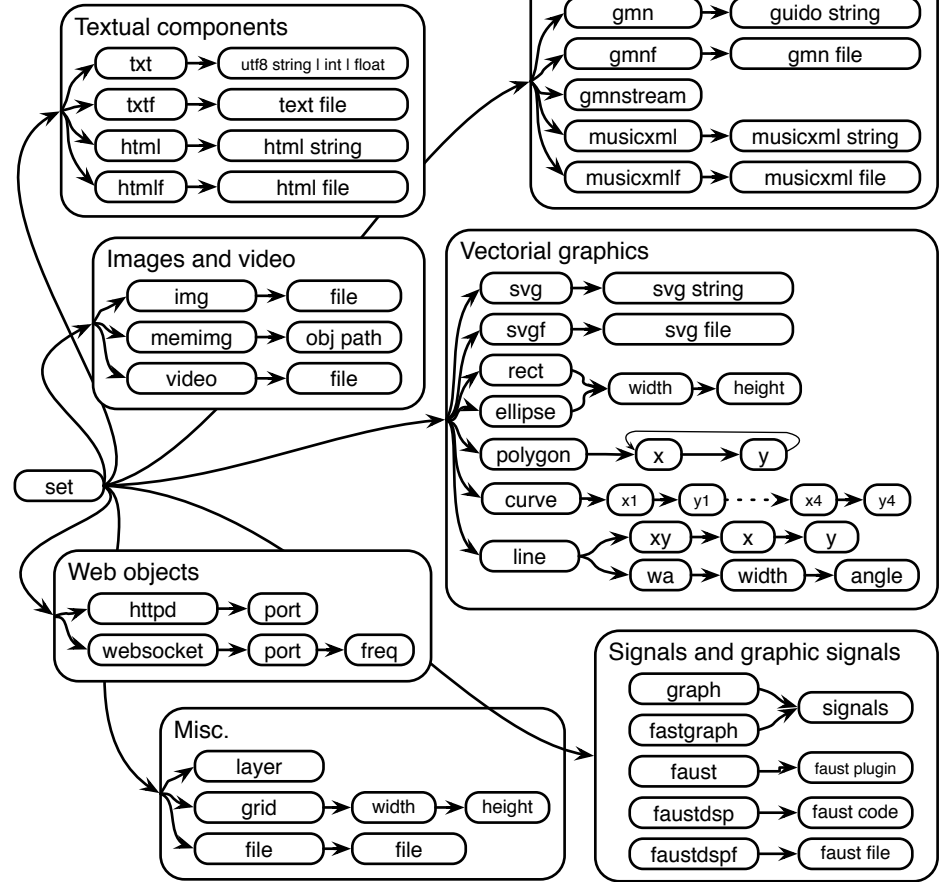 Textual components
txt
utf8 string | int | float
txtf
text file
html
html string
htmlf
html file
gmn
guido string
gmnf
gmn file
gmnstream
musicxml
musicxml string
musicxmlf
musicxml file
Images and video
img
file
memimg
obj path
video
file
Vectorial graphics
svg
svg string
svgf
svg file
rect
ellipse
width
height
polygon
x
y
curve
x1
y1
x4
y4
line
xy
x
y
wa
width
angle
set
Web objects
httpd
port
websocket
port
freq
Misc.
layer
grid
width
height
file
file
Signals and graphic signals
graph
fastgraph
signals
faust
faust plugin
faustdsp
faust code
faustdspf
faust file